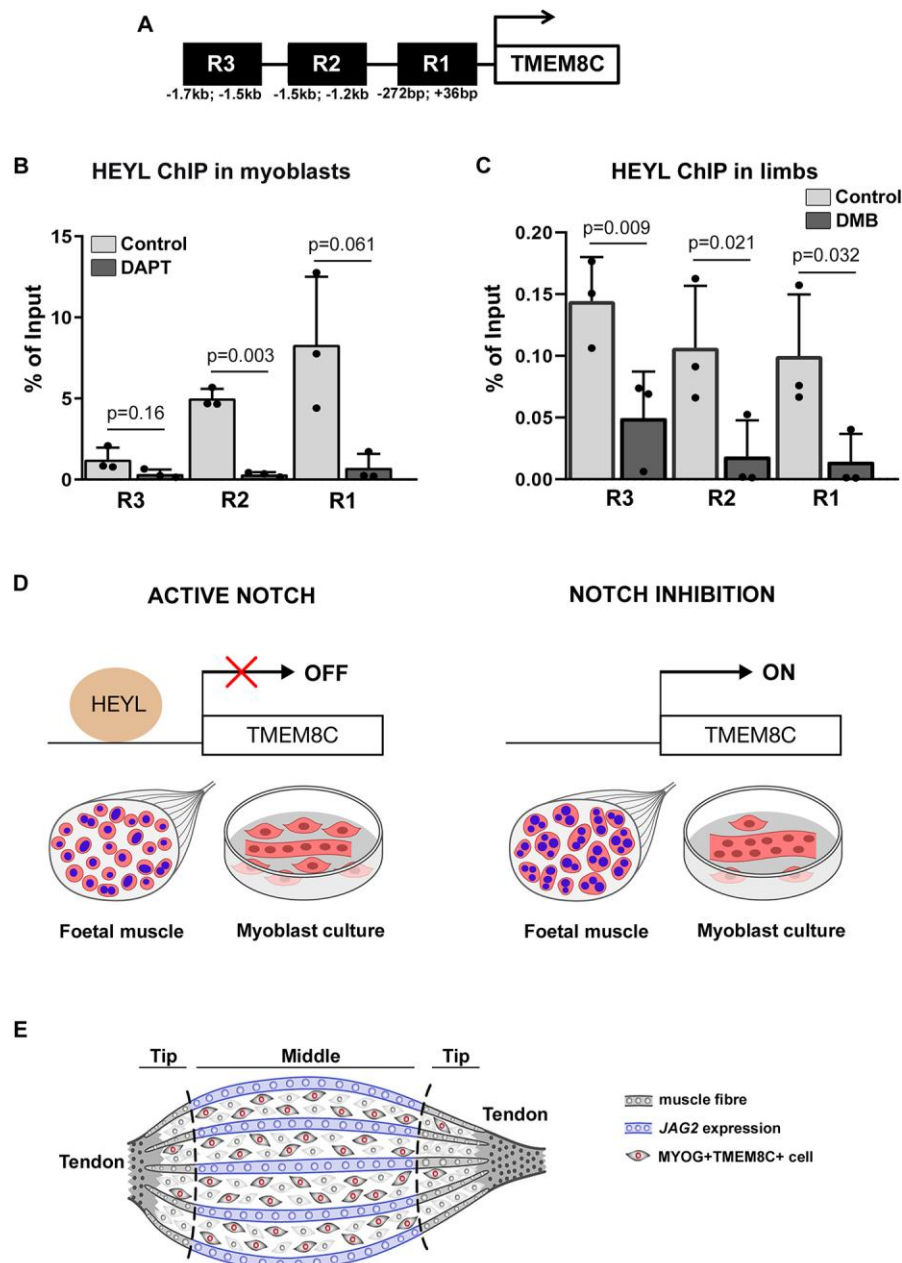 A
R3 R2 R1 TMEM8C
-1.7kb; -1.5kb -1.5kb; -1.2kb -272bp; +36bp
B HEYL ChIP in myoblasts
Control
DAPT
% of Input
15
10
5
0
p=0.16
p=0.003
p=0.061
R3 R2 R1
C HEYL ChIP in limbs
Control
DMB
% of Input
0.20
0.15
0.10
0.05
0.00
p=0.009
p=0.021
p=0.032
R3 R2 R1
D
ACTIVE NOTCH
HEYL
OFF
TMEM8C
Foetal muscle Myoblast culture
NOTCH INHIBITION
ON
TMEM8C
Foetal muscle Myoblast culture
E
Tip Middle Tip
Tendon
Tendon
muscle fibre
JAG2 expression
MYOG+TMEM8C+ cell